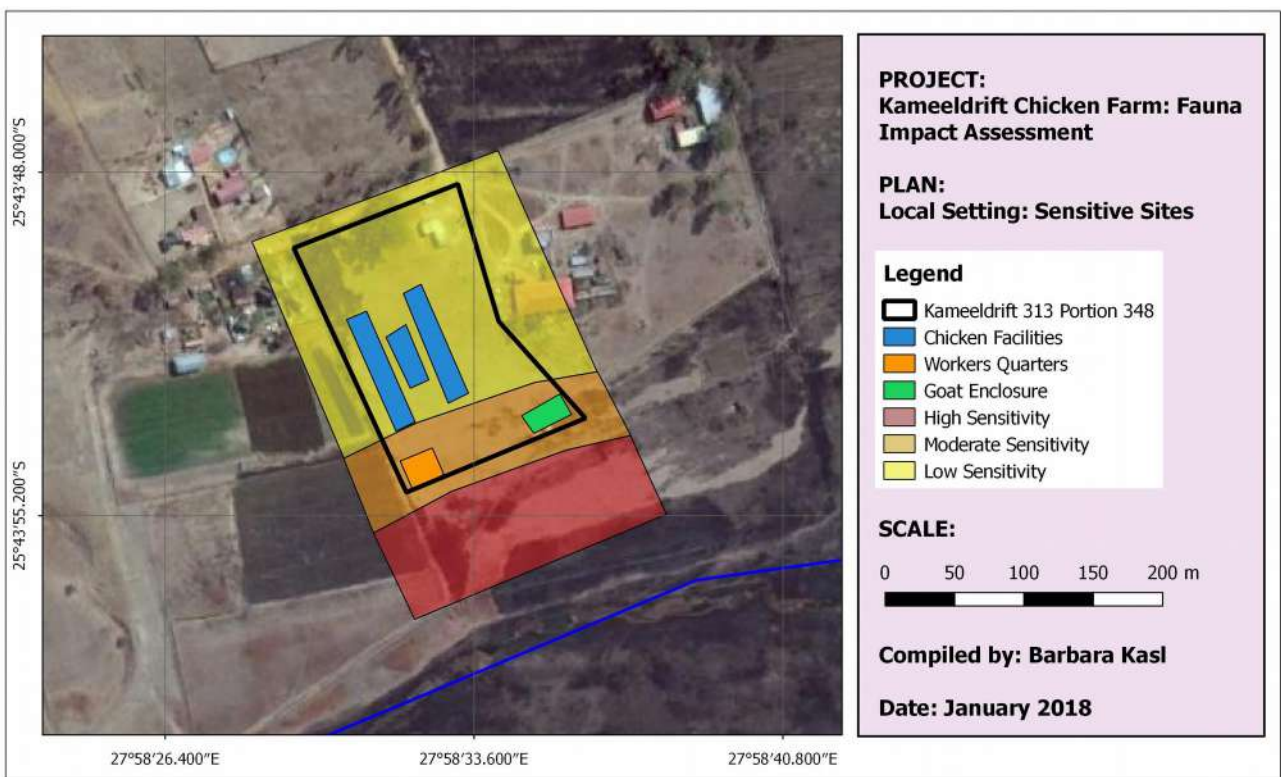 25°43'48.000"S
25°43'55.200"S
27°58'26.400"E
27°58'33.600"E
27°58'40.800"E
PROJECT:
Kameeldrift Chicken Farm: Fauna
Impact Assessment
PLAN:
Local Setting: Sensitive Sites
Legend
Kameeldrift 313 Portion 348
Chicken Facilities
Workers Quarters
Goat Enclosure
High Sensitivity
Moderate Sensitivity
Low Sensitivity
SCALE:
0 50 100 150 200 m
Compiled by: Barbara Kasl
Date: January 2018